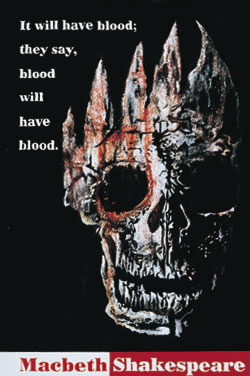 It will have blood;
they say,
blood
will
have
blood.
Macbeth Shakespeare